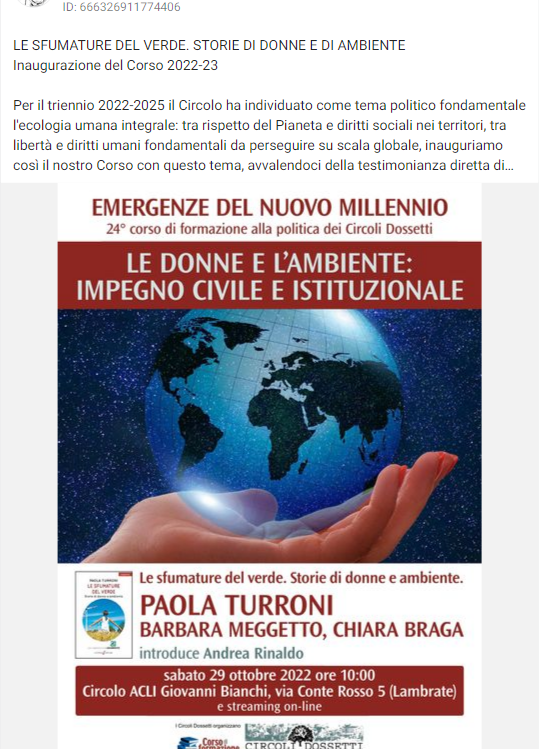 ID: 666326911774406
LE SFUMATURE DEL VERDE. STORIE DI DONNE E DI AMBIENTE
Inaugurazione del Corso 2022-23
Per il triennio 2022-2025 il Circolo ha individuato come tema politico fondamentale
l'ecologia umana integrale: tra rispetto del Pianeta e diritti sociali nei territori, tra
libertà e diritti umani fondamentali da perseguire su scala globale, inauguriamo
così il nostro Corso con questo tema, avvalendoci della testimonianza diretta di...
EMERGENZE DEL NUOVO MILLENNIO
24° corso di formazione alla politica dei Circoli Dossetti
LE DONNE E L'AMBIENTE:
IMPEGNO CIVILE E ISTITUZIONALE
PAOLA TURRONI
LE SFUMATURE
DEL VERDE
Le sfumature del verde. Storie di donne e ambiente.
PAOLA TURRONI
BARBARA MEGGETTO, CHIARA BRAGA
introduce Andrea Rinaldo
sabato 29 ottobre 2022 ore 10:00
Circolo ACLI Giovanni Bianchi, via Conte Rosso 5 (Lambrate)
e streaming on-line
I Circoli Dossetti organizzano
Corso di
formazione
CIRCOLI DOSSETTI